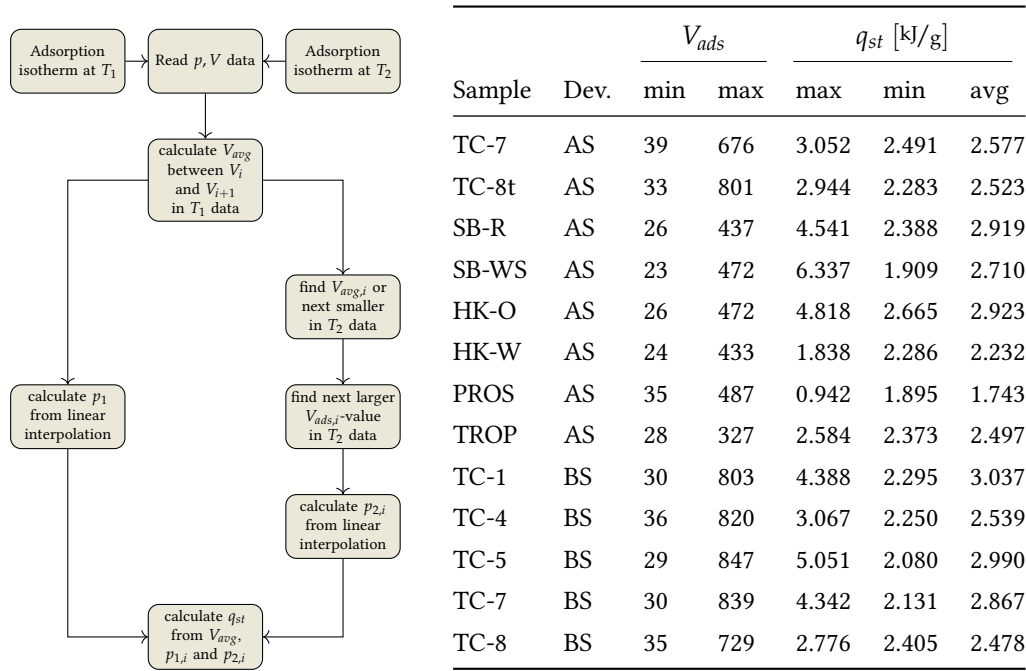 Adsorption
isotherm at T1
Read p, V data
Adsorption
isotherm at T2
calculate Vavg
between Vi
and Vi+1
in T1 data
find Vavg,i or
next smaller
in T2 data
calculate p1
from linear
interpolation
find next larger
Vads,i-value
in T2 data
calculate p2,i
from linear
interpolation
calculate qst
from Vavg,
p1,i and p2,i
Vads qst [kJ/g]
Sample Dev. min max max min avg
TC-7 AS 39 676 3.052 2.491 2.577
TC-8t AS 33 801 2.944 2.283 2.523
SB-R AS 26 437 4.541 2.388 2.919
SB-WS AS 23 472 6.337 1.909 2.710
HK-O AS 26 472 4.818 2.665 2.923
HK-W AS 24 433 1.838 2.286 2.232
PROS AS 35 487 0.942 1.895 1.743
TROP AS 28 327 2.584 2.373 2.497
TC-1 BS 30 803 4.388 2.295 3.037
TC-4 BS 36 820 3.067 2.250 2.539
TC-5 BS 29 847 5.051 2.080 2.990
TC-7 BS 30 839 4.342 2.131 2.867
TC-8 BS 35 729 2.776 2.405 2.478